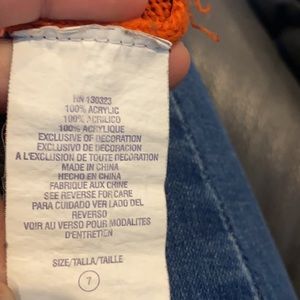 RN 130323
100% ACRYLIC
100% ACRILICO
100% ACRYLIQUE
EXCLUSIVE OF DECORATION
EXCLUSIVO DE DECORACION
A L'EXCLUSION DE TOUTE DECORATION
MADE IN CHINA
HECHO EN CHINA
FABRIQUE AUX CHINE
SEE REVERSE FOR CARE
PARA CUIDADO VER LADO DEL
REVERSO
VOIR AU VERSO POUR MODALITES
D'ENTRETIEN
SIZE/TALLA/TAILLE
7